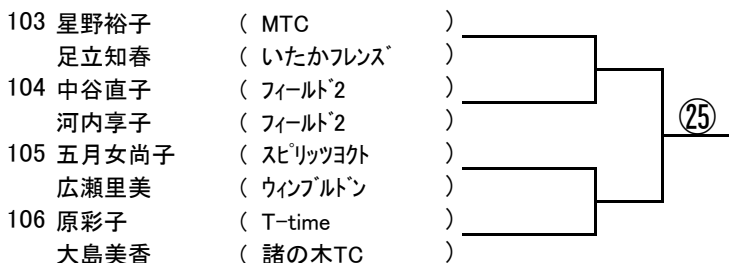 103 星野裕子 ( MTC )
足立知春 ( いたかﾌﾚﾝｽﾞ )
104 中谷直子 ( ﾌｨｰﾙﾄﾞ2 )
河内享子 ( ﾌｨｰﾙﾄﾞ2 )
㉕
105 五月女尚子 ( ｽﾋﾟﾘｯﾂﾖｸﾄ )
広瀬里美 ( ｳｨﾝﾌﾞﾙﾄﾞﾝ )
106 原彩子 ( T-time )
大島美香 ( 諸の木TC )